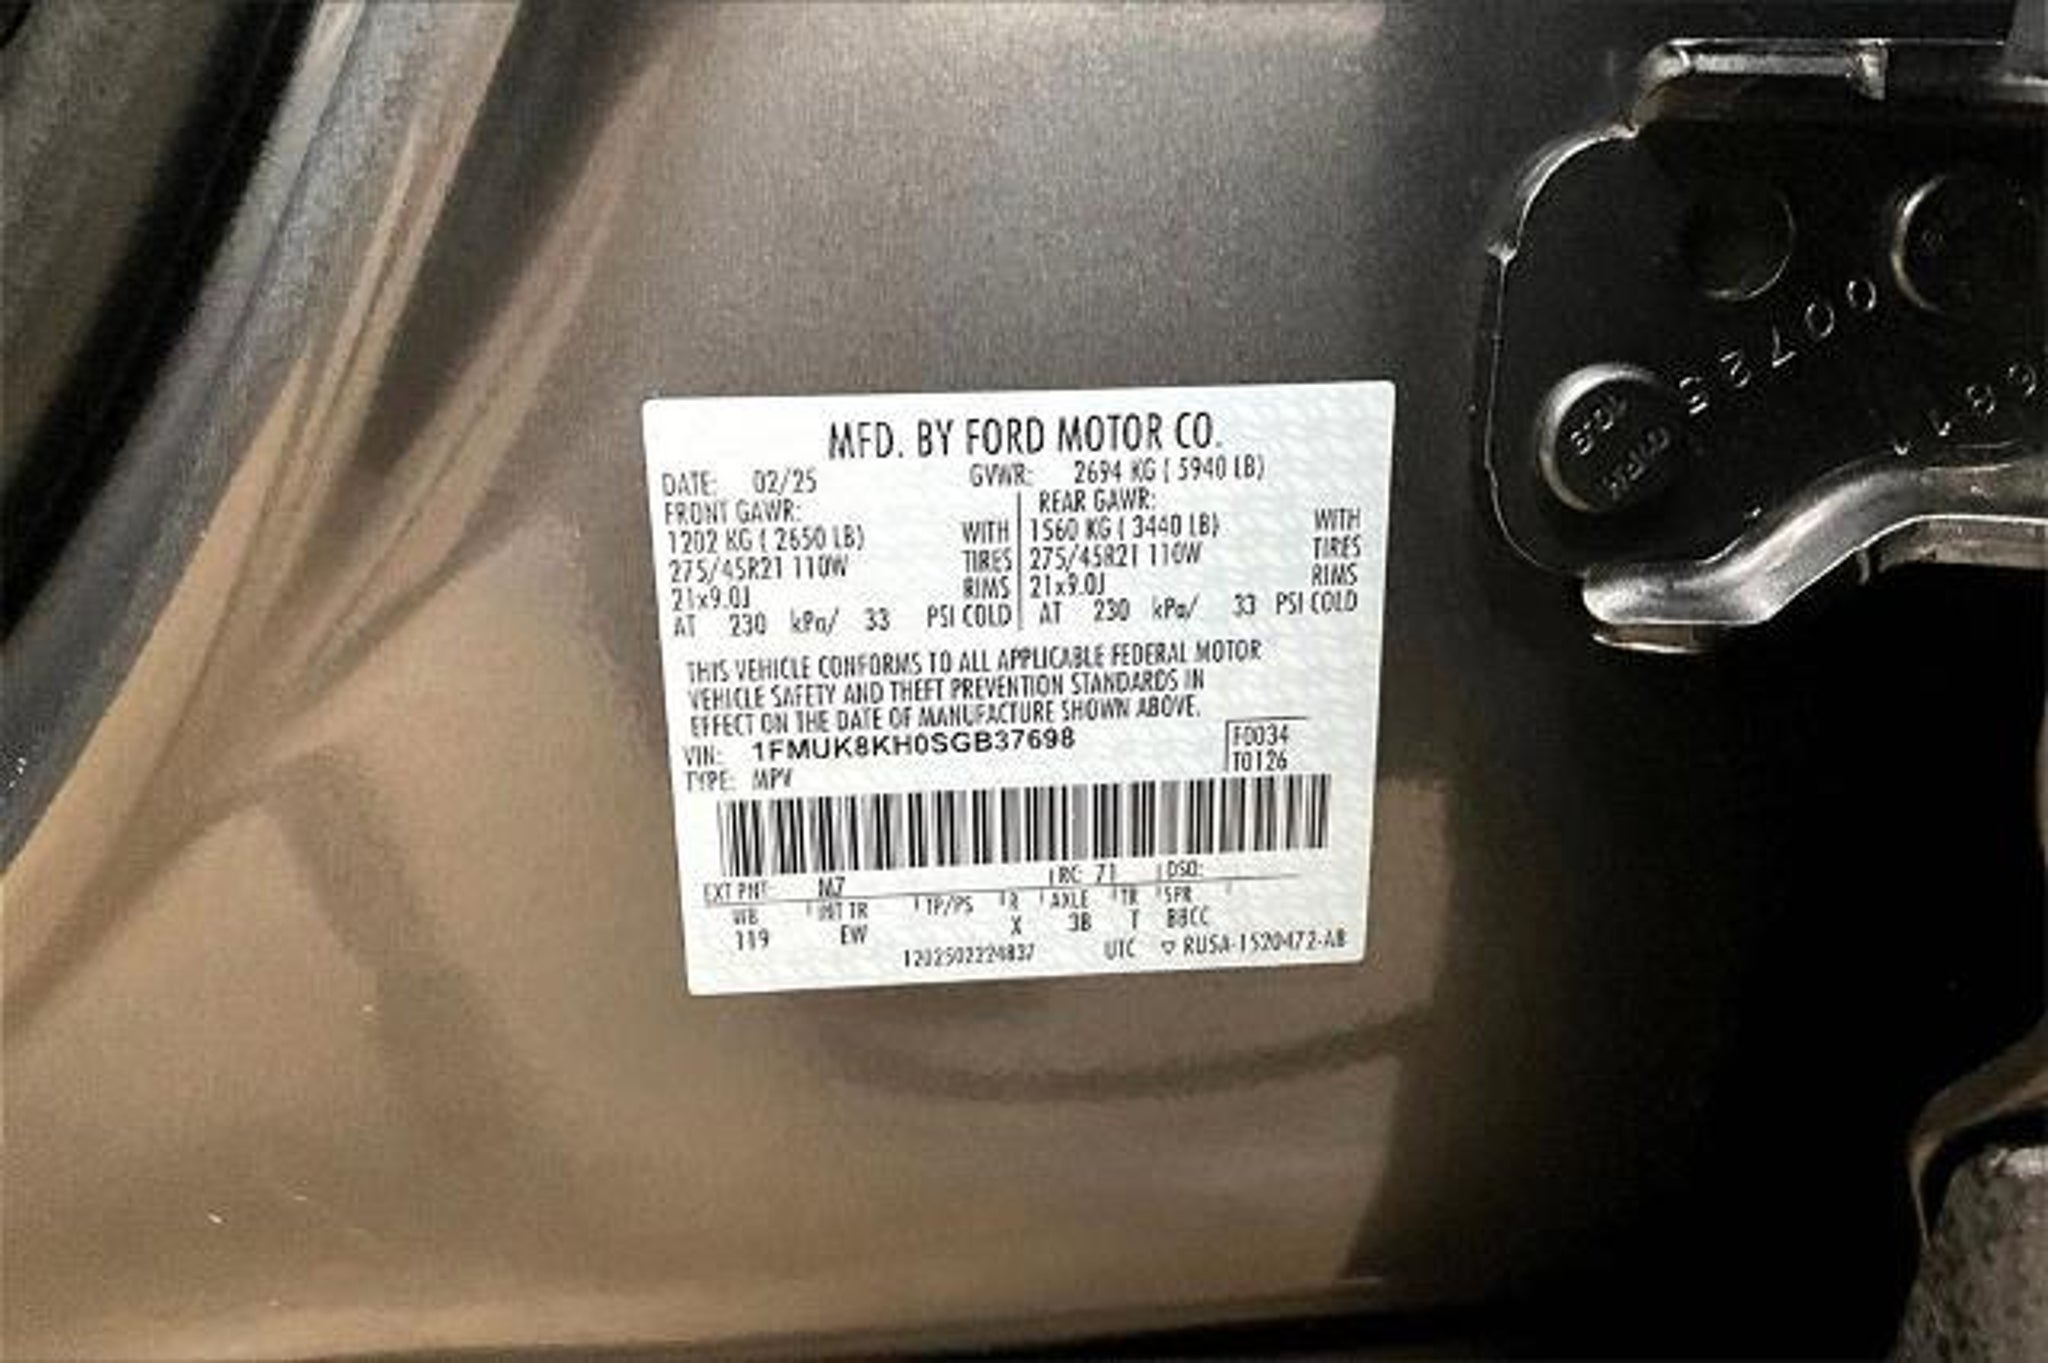 MFD. BY FORD MOTOR CO.
DATE: 02/25 GVWR: 2694 KG ( 5940 LB)
FRONT GAWR: REAR GAWR:
1202 KG ( 2650 LB) WITH 1560 KG ( 3440 LB) WITH
275/45R21 110W TIRES 275/45R21 110W TIRES
21x9.0J RIMS 21x9.0J RIMS
AT 230 kPa/ 33 PSI COLD AT 230 kPa/ 33 PSI COLD
THIS VEHICLE CONFORMS TO ALL APPLICABLE FEDERAL MOTOR
VEHICLE SAFETY AND THEFT PREVENTION STANDARDS IN
EFFECT ON THE DATE OF MANUFACTURE SHOWN ABOVE.
VIN: 1FMUK8KH0SGB37698 F0034
TYPE: MPV T0126
EXT PNT: M7 RC: 71 DSO:
WB INT TR TP/PS R AXLE TR SPR
119 EW X 3B T BBCC
1202502224837 UTC ▽ RUSA-1520472-AB